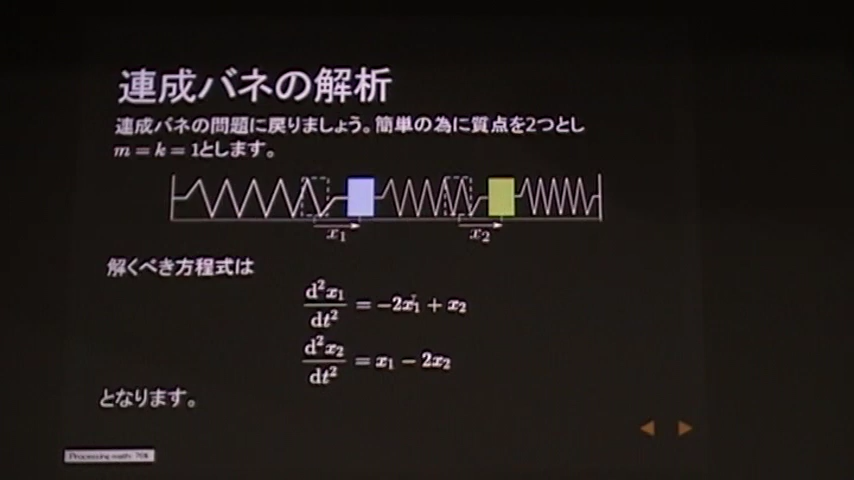 連成バネの解析
連成バネの問題に戻りましょう。簡単の為に質点を2つとし
m = k = 1とします。
x₁ x₂
解くべき方程式は
d²x₁/dt² = −2x₁ + x₂
d²x₂/dt² = x₁ − 2x₂
となります。
Processing math: 76%